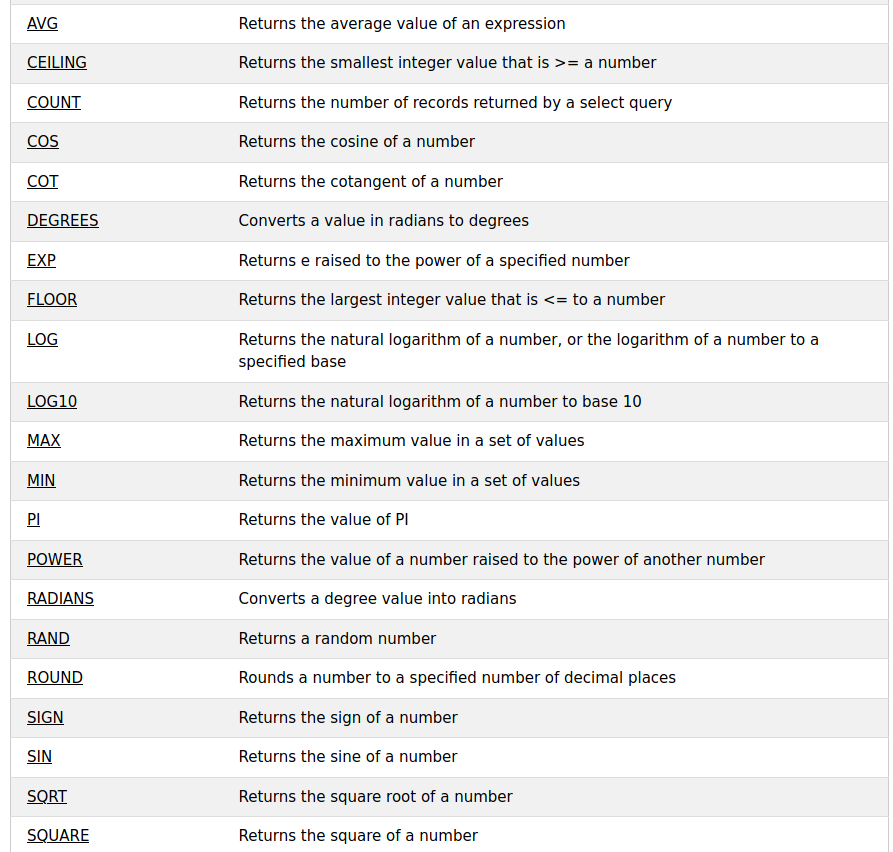 AVG Returns the average value of an expression
CEILING Returns the smallest integer value that is >= a number
COUNT Returns the number of records returned by a select query
COS Returns the cosine of a number
COT Returns the cotangent of a number
DEGREES Converts a value in radians to degrees
EXP Returns e raised to the power of a specified number
FLOOR Returns the largest integer value that is <= to a number
LOG Returns the natural logarithm of a number, or the logarithm of a number to a
specified base
LOG10 Returns the natural logarithm of a number to base 10
MAX Returns the maximum value in a set of values
MIN Returns the minimum value in a set of values
PI Returns the value of PI
POWER Returns the value of a number raised to the power of another number
RADIANS Converts a degree value into radians
RAND Returns a random number
ROUND Rounds a number to a specified number of decimal places
SIGN Returns the sign of a number
SIN Returns the sine of a number
SQRT Returns the square root of a number
SQUARE Returns the square of a number